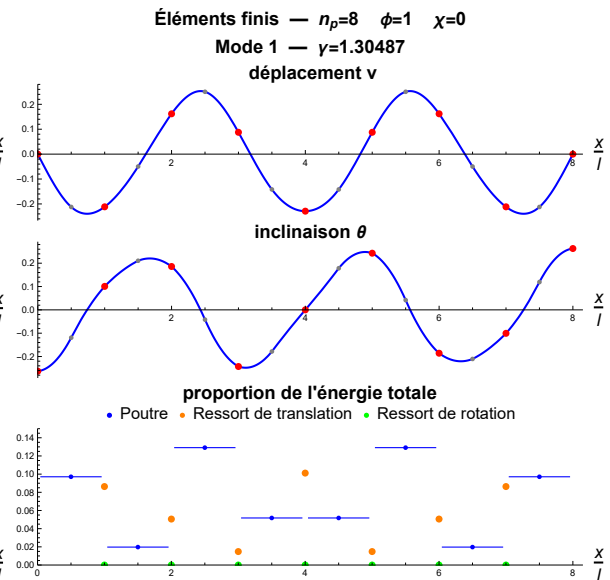 Éléments finis — n_p=8 ϕ=1 χ=0
Mode 1 — γ=1.30487
déplacement v
0.2
0.1
0.0
-0.2
2 4 6 8
x
l
inclinaison θ
0.2
0.1
0.0
-0.1
-0.2
2 4 6 8
x
l
proportion de l'énergie totale
Poutre Ressort de translation Ressort de rotation
0.14
0.12
0.10
0.08
0.06
0.04
0.02
0.00
2 4 6 8
x
l